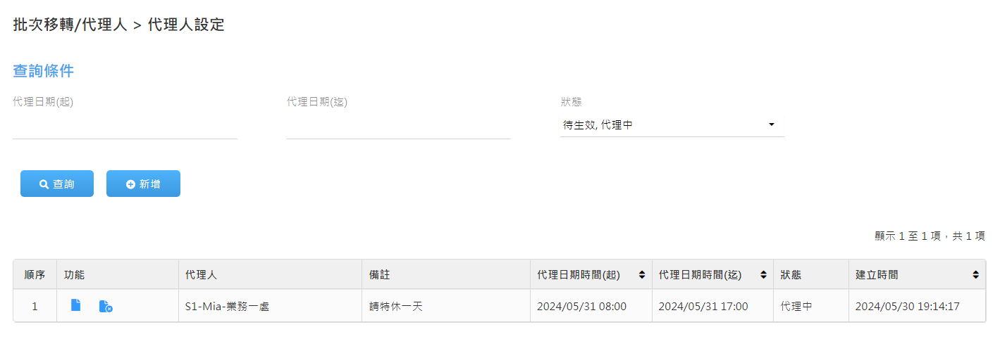 批次移轉/代理人 > 代理人設定
查詢條件
代理日期(起) 代理日期(迄) 狀態
待生效, 代理中
查詢 新增
顯示 1 至 1 項，共 1 項
順序 功能 代理人 備註 代理日期時間(起) 代理日期時間(迄) 狀態 建立時間
1 S1-Mia-業務一處 請特休一天 2024/05/31 08:00 2024/05/31 17:00 代理中 2024/05/30 19:14:17